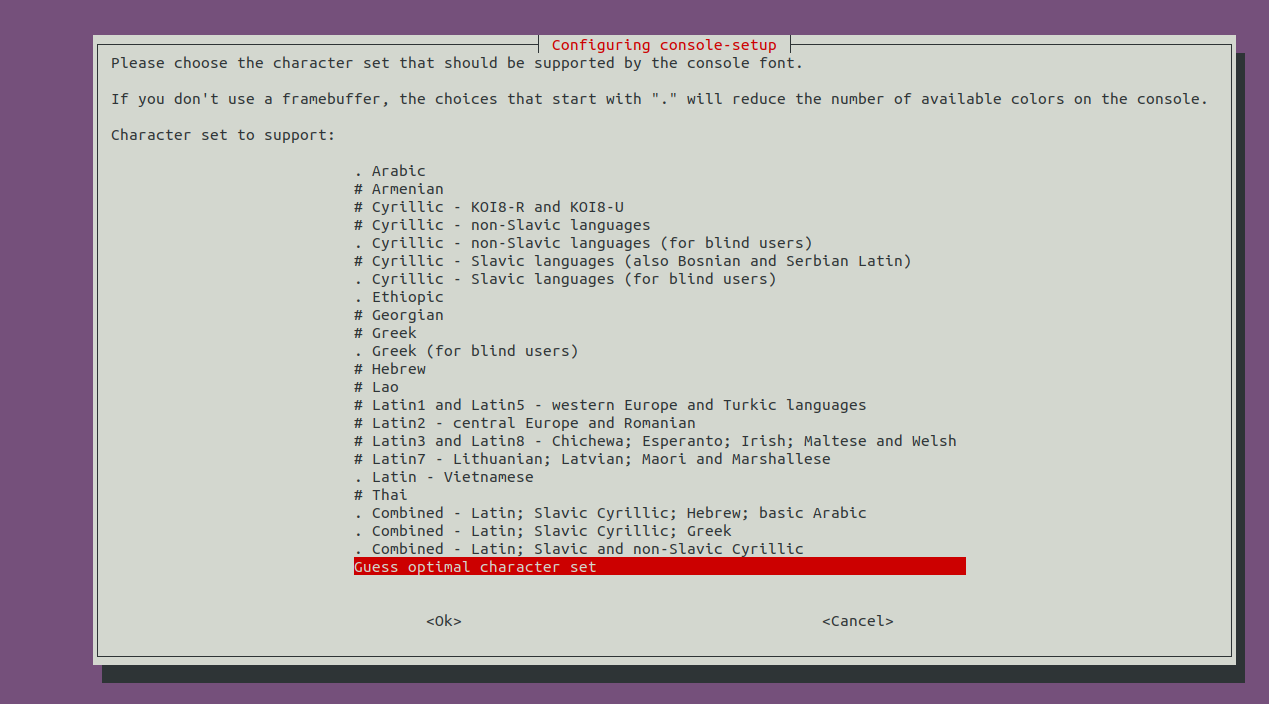 Configuring console-setup
Please choose the character set that should be supported by the console font.
If you don't use a framebuffer, the choices that start with "." will reduce the number of available colors on the console.
Character set to support:
. Arabic
# Armenian
# Cyrillic - KOI8-R and KOI8-U
# Cyrillic - non-Slavic languages
. Cyrillic - non-Slavic languages (for blind users)
# Cyrillic - Slavic languages (also Bosnian and Serbian Latin)
. Cyrillic - Slavic languages (for blind users)
. Ethiopic
# Georgian
# Greek
. Greek (for blind users)
# Hebrew
# Lao
# Latin1 and Latin5 - western Europe and Turkic languages
# Latin2 - central Europe and Romanian
# Latin3 and Latin8 - Chichewa; Esperanto; Irish; Maltese and Welsh
# Latin7 - Lithuanian; Latvian; Maori and Marshallese
. Latin - Vietnamese
# Thai
. Combined - Latin; Slavic Cyrillic; Hebrew; basic Arabic
. Combined - Latin; Slavic Cyrillic; Greek
. Combined - Latin; Slavic and non-Slavic Cyrillic
Guess optimal character set
<Ok> <Cancel>